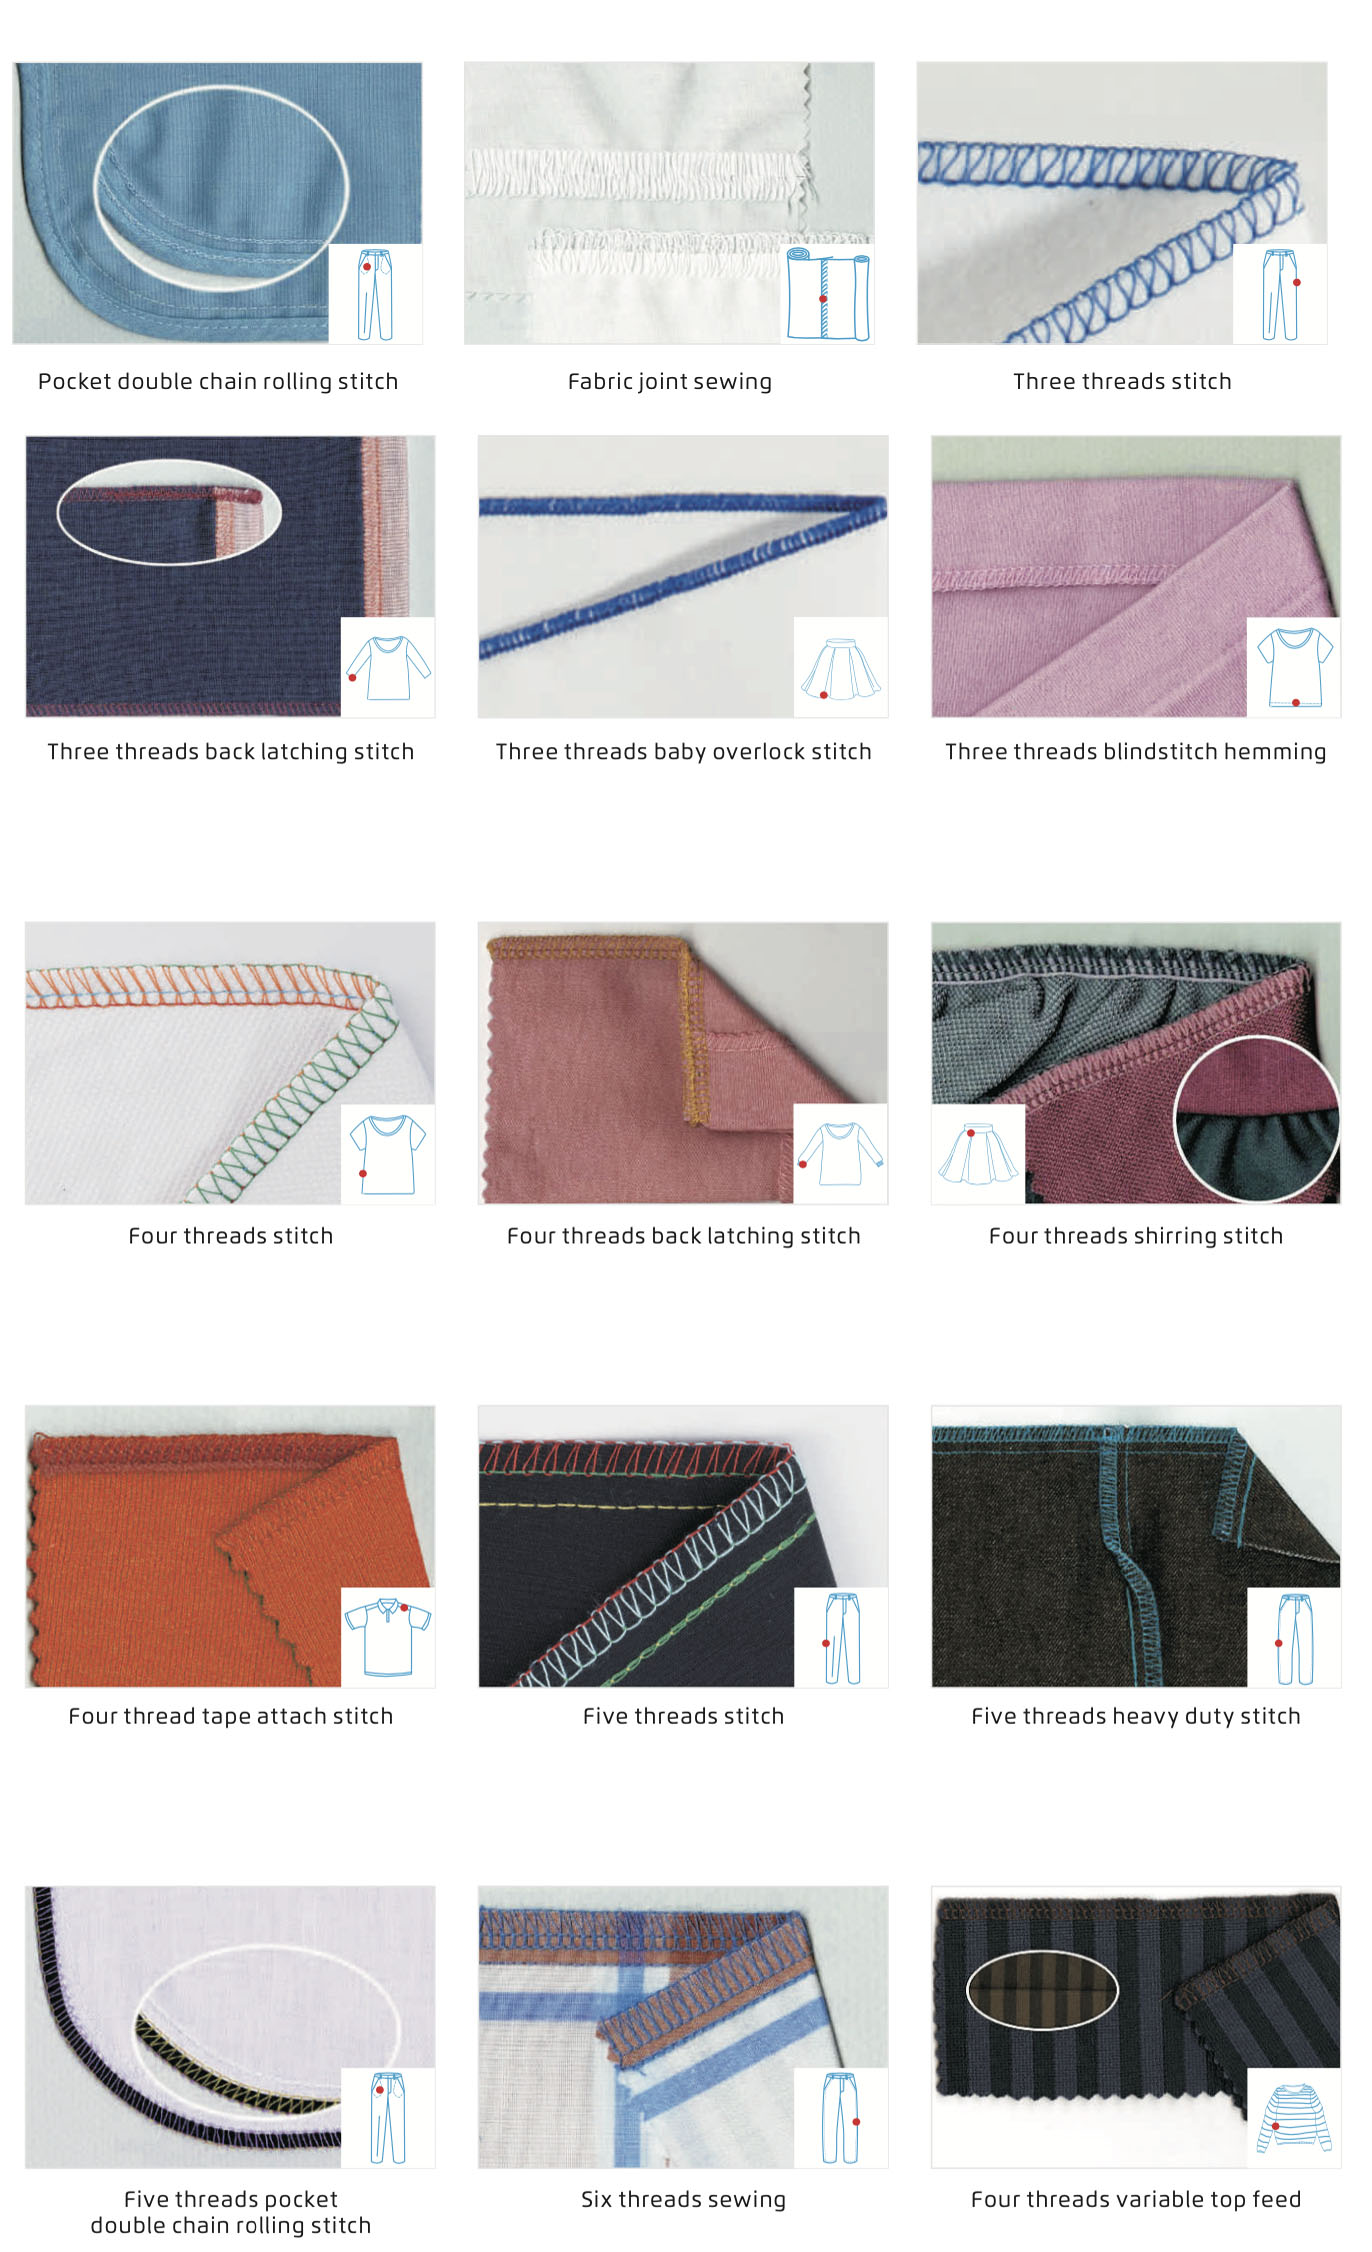 Pocket double chain rolling stitch
Fabric joint sewing
Three threads stitch
Three threads back latching stitch
Three threads baby overlock stitch
Three threads blindstitch hemming
Four threads stitch
Four threads back latching stitch
Four threads shirring stitch
Four thread tape attach stitch
Five threads stitch
Five threads heavy duty stitch
Five threads pocket
double chain rolling stitch
Six threads sewing
Four threads variable top feed